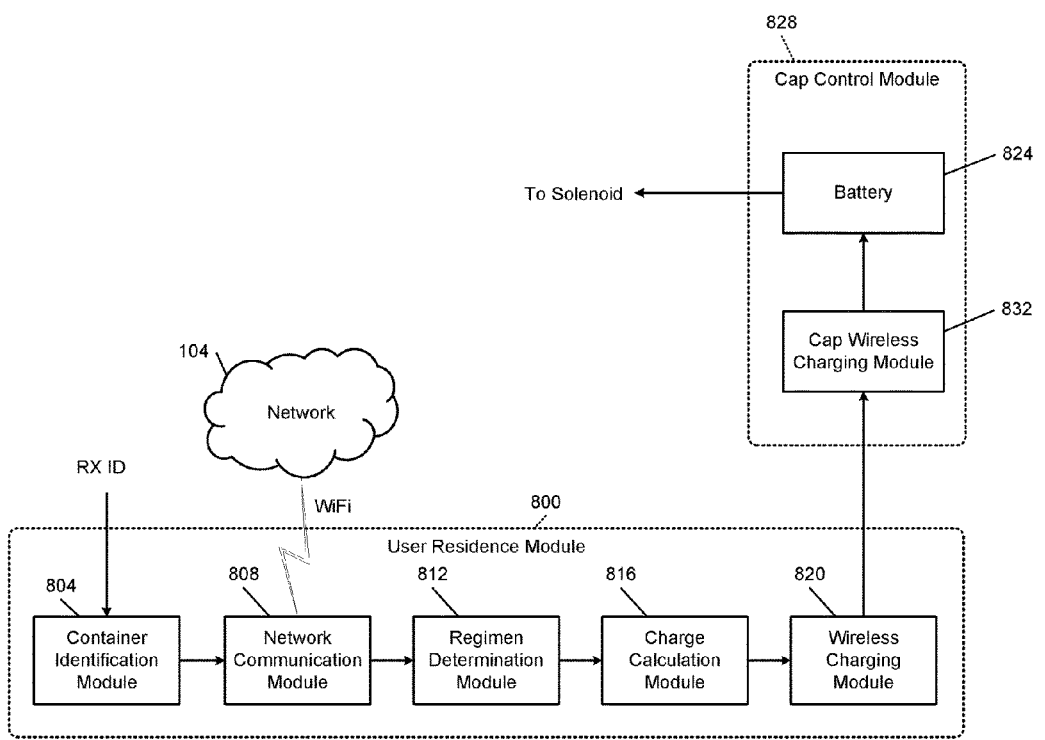 828
Cap Control Module
824
Battery
To Solenoid
832
Cap Wireless
Charging Module
104
Network
RX ID
WiFi
800
User Residence Module
804
808
812
816
820
Container
Identification
Module
Network
Communication
Module
Regimen
Determination
Module
Charge
Calculation
Module
Wireless
Charging
Module